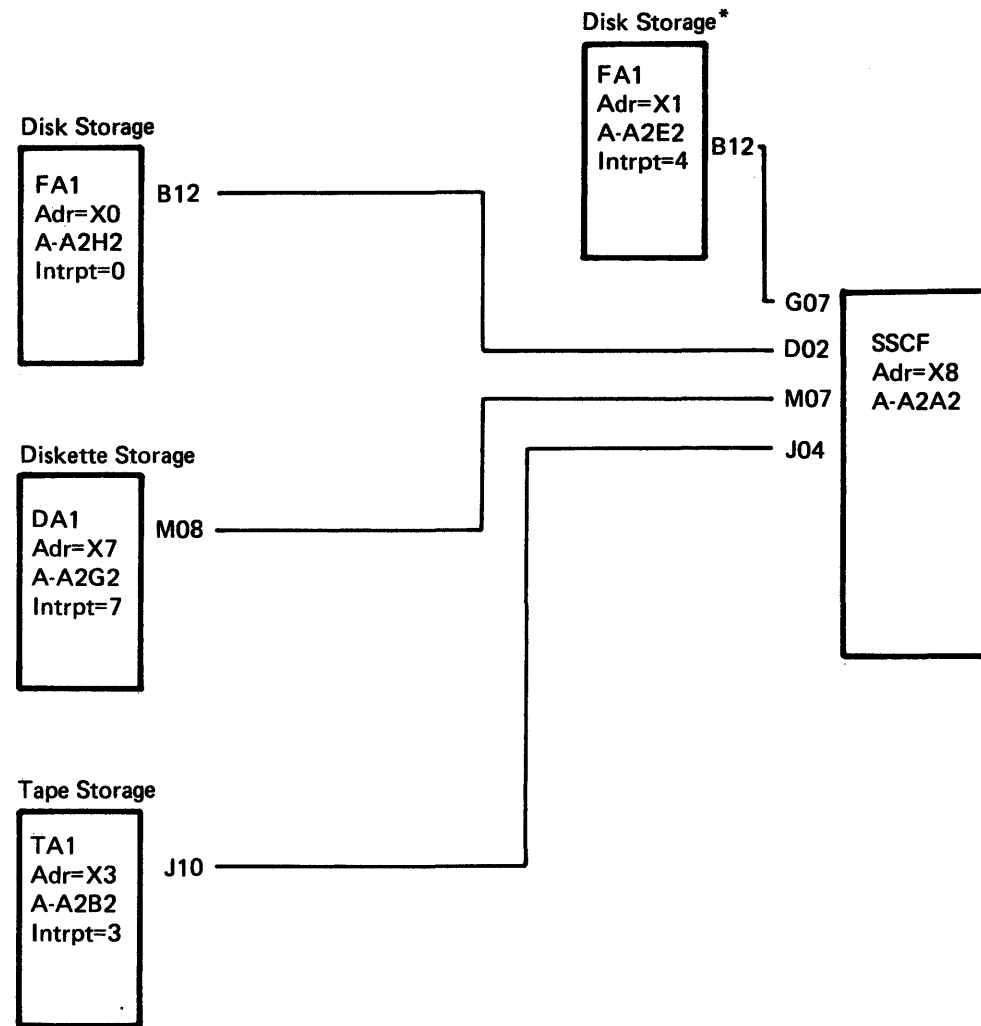 Disk Storage*
FA1
Adr=X1
A-A2E2
Intrpt=4
B12
Disk Storage
FA1
Adr=X0
A-A2H2
Intrpt=0
B12
G07
D02
M07
J04
SSCF
Adr=X8
A-A2A2
Diskette Storage
DA1
Adr=X7
A-A2G2
Intrpt=7
M08
Tape Storage
TA1
Adr=X3
A-A2B2
Intrpt=3
J10